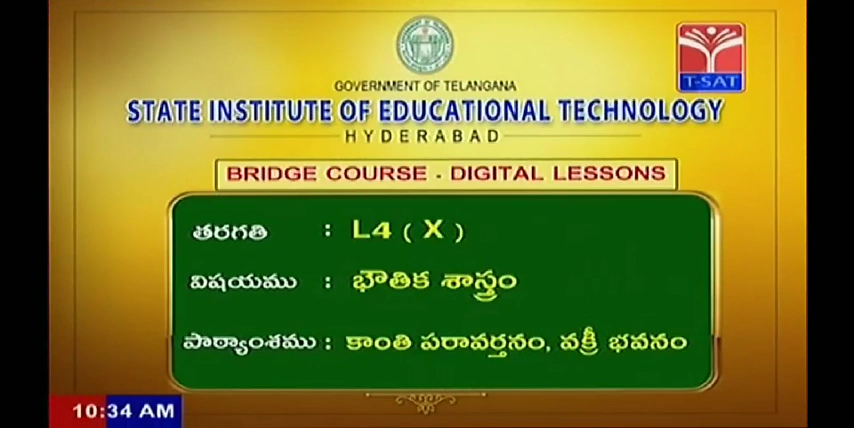 T-SAT
GOVERNMENT OF TELANGANA
STATE INSTITUTE OF EDUCATIONAL TECHNOLOGY
HYDERABAD
BRIDGE COURSE - DIGITAL LESSONS
తరగతి : L4 ( X )
విషయము : భౌతిక శాస్త్రం
పాఠ్యాంశము : కాంతి పరావర్తనం, వక్రీ భవనం
10:34 AM